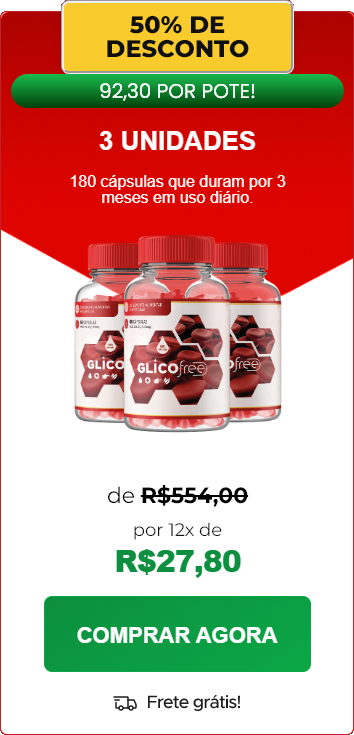 50% DE
DESCONTO
92,30 POR POTE!
3 UNIDADES
180 cápsulas que duram por 3
meses em uso diário.
GLICOfree
GLICOfree
de R$554,00
por 12x de
R$27,80
COMPRAR AGORA
Frete grátis!